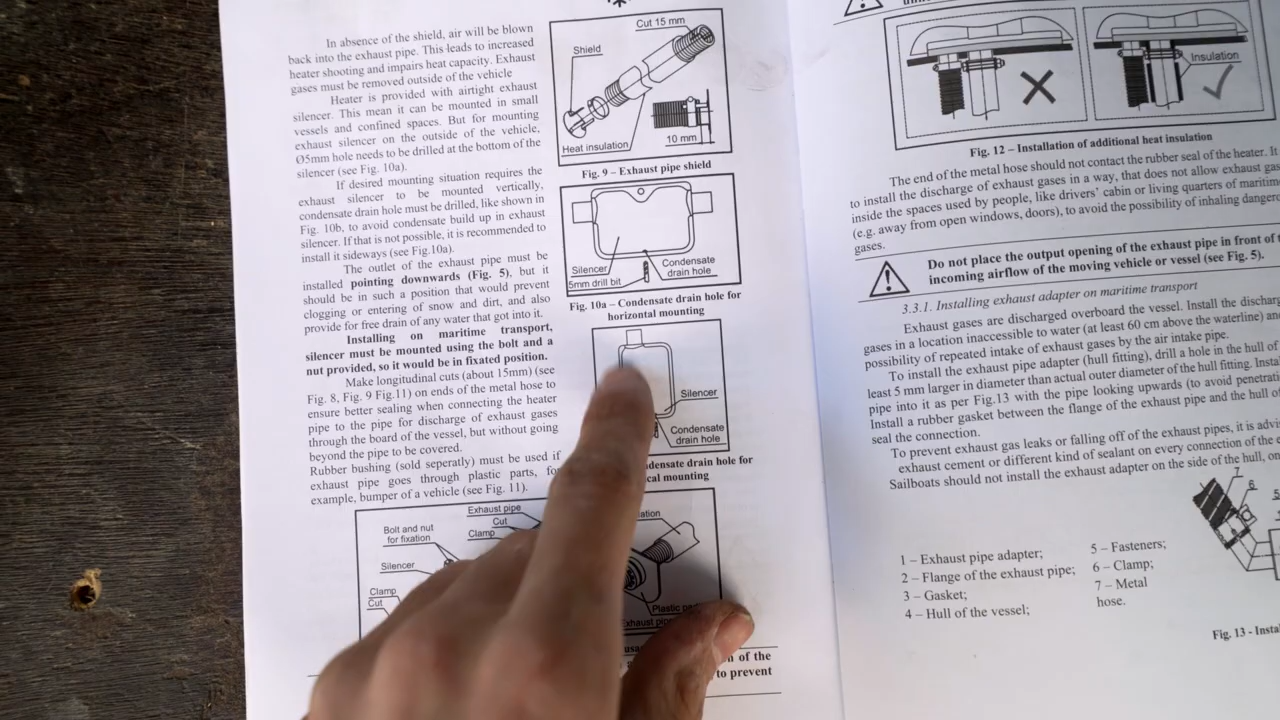 In absence of the shield, air will be blown
back into the exhaust pipe. This leads to increased
heater shooting and impairs heat capacity. Exhaust
gases must be removed outside of the vehicle
Heater is provided with airtight exhaust
silencer. This mean it can be mounted in small
vessels and confined spaces. But for mounting
exhaust silencer on the outside of the vehicle,
Ø5mm hole needs to be drilled at the bottom of the
silencer (see Fig. 10a).
If desired mounting situation requires the
exhaust silencer to be mounted vertically,
condensate drain hole must be drilled, like shown in
Fig. 10b, to avoid condensate build up in exhaust
silencer. If that is not possible, it is recommended to
install it sideways (see Fig.10a).
The outlet of the exhaust pipe must be
installed pointing downwards (Fig. 5), but it
should be in such a position that would prevent
clogging or entering of snow and dirt, and also
provide for free drain of any water that got into it.
Installing on maritime transport,
silencer must be mounted using the bolt and a
nut provided, so it would be in fixated position.
Make longitudinal cuts (about 15mm) (see
Fig. 8, Fig. 9 Fig.11) on ends of the metal hose to
ensure better sealing when connecting the heater
pipe to the pipe for discharge of exhaust gases
through the board of the vessel, but without going
beyond the pipe to be covered.
Rubber bushing (sold seperatly) must be used if
exhaust pipe goes through plastic parts, for
example, bumper of a vehicle (see Fig. 11).
Cut 15 mm
Shield
10 mm
Heat insulation
Fig. 9 – Exhaust pipe shield
Silencer
Condensate
drain hole
5mm drill bit
Fig. 10a – Condensate drain hole for
horizontal mounting
Silencer
Condensate
drain hole
drain hole for
mounting
Exhaust pipe
Cut
Clamp
Bolt and nut
for fixation
Silencer
Clamp
Cut
Plastic
of the
to prevent
Insulation
Fig. 12 – Installation of additional heat insulation
The end of the metal hose should not contact the rubber seal of the heater. It
to install the discharge of exhaust gases in a way, that does not allow exhaust
inside the spaces used by people, like drivers' cabin or living quarters of
(e.g. away from open windows, doors), to avoid the possibility of inhaling
gases.
Do not place the output opening of the exhaust pipe in front of
incoming airflow of the moving vehicle or vessel (see Fig. 5).
3.3.1. Installing exhaust adapter on maritime transport
Exhaust gases are discharged overboard the vessel. Install the
gases in a location inaccessible to water (at least 60 cm above the waterline)
possibility of repeated intake of exhaust gases by the air intake pipe.
To install the exhaust pipe adapter (hull fitting), drill a hole in the hull of
least 5 mm larger in diameter than actual outer diameter of the hull fitting.
pipe into it as per Fig.13 with the pipe looking upwards (to avoid
Install a rubber gasket between the flange of the exhaust pipe and the hull of
seal the connection.
To prevent exhaust gas leaks or falling off of the exhaust pipes, it is
exhaust cement or different kind of sealant on every connection of the
Sailboats should not install the exhaust adapter on the side of the hull,
7
6
5
1 – Exhaust pipe adapter;
2 – Flange of the exhaust pipe;
3 – Gasket;
4 – Hull of the vessel;
5 – Fasteners;
6 – Clamp;
7 – Metal
hose.
Fig. 13 -